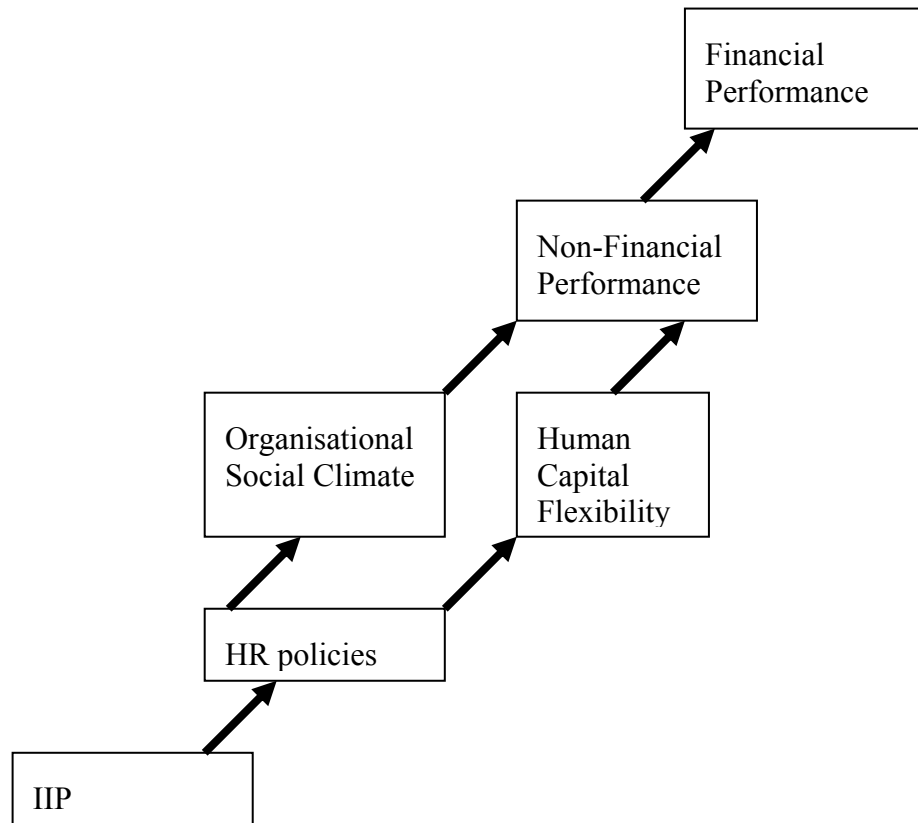 Financial
Performance
Non-Financial
Performance
Organisational
Social Climate
Human
Capital
Flexibility
HR policies
IIP